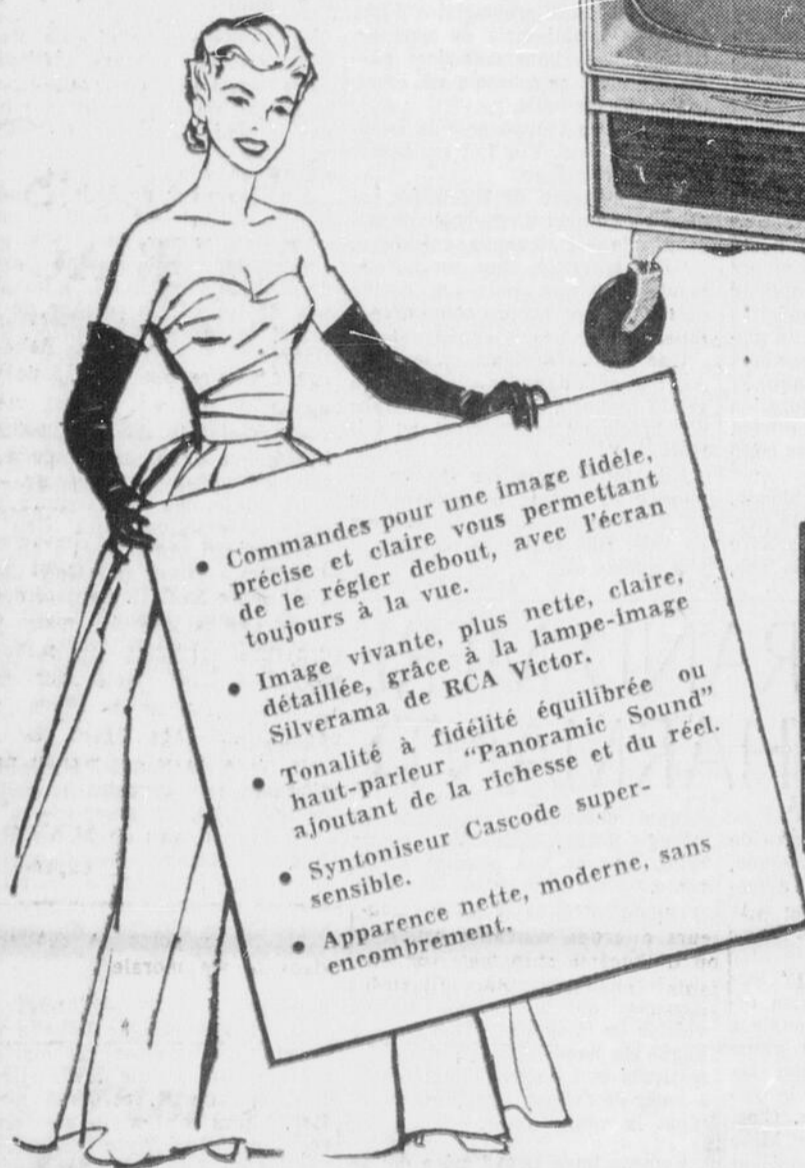 • Commandes pour une image fidèle,
précise et claire vous permettant
de le régler debout, avec l'écran
toujours à la vue.
• Image vivante, plus nette, claire,
détaillée, grâce à la lampe-image
Silverama de RCA Victor.
• Tonalité à fidélité équilibrée ou
haut-parleur “Panoramic Sound”
ajoutant de la richesse et du réel.
• Syntoniseur Cascode super-
sensible.
• Apparence nette, moderne, sans
encombrement.